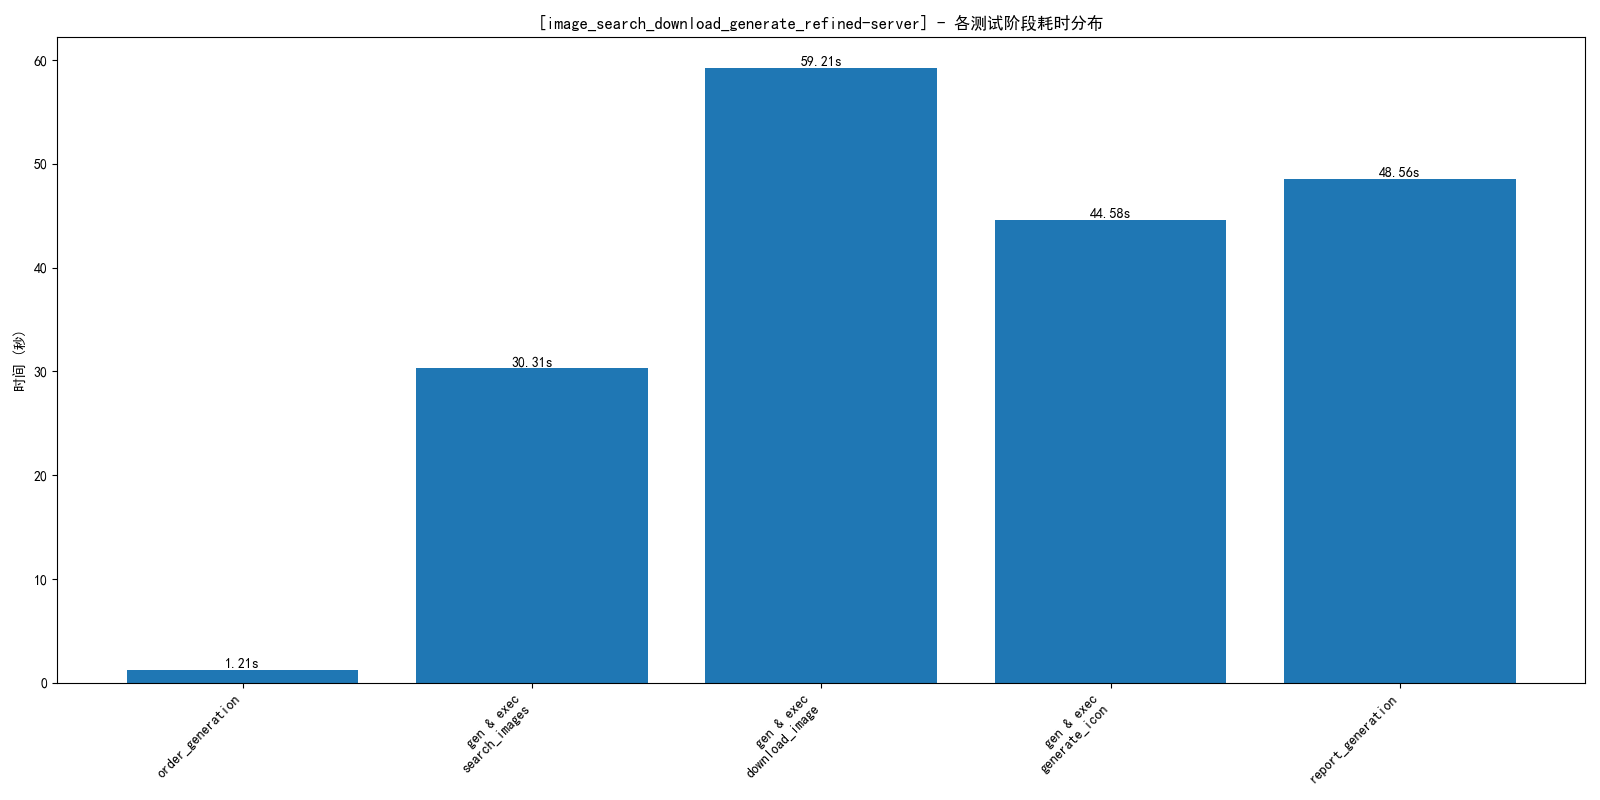 [image_search_download_generate_refined-server] - 各测试阶段耗时分布
时间 (秒)
60
50
40
30
20
10
0
1.21s
30.31s
59.21s
44.58s
48.56s
order_generation
gen & exec
search_images
gen & exec
download_image
gen & exec
generate_icon
report_generation